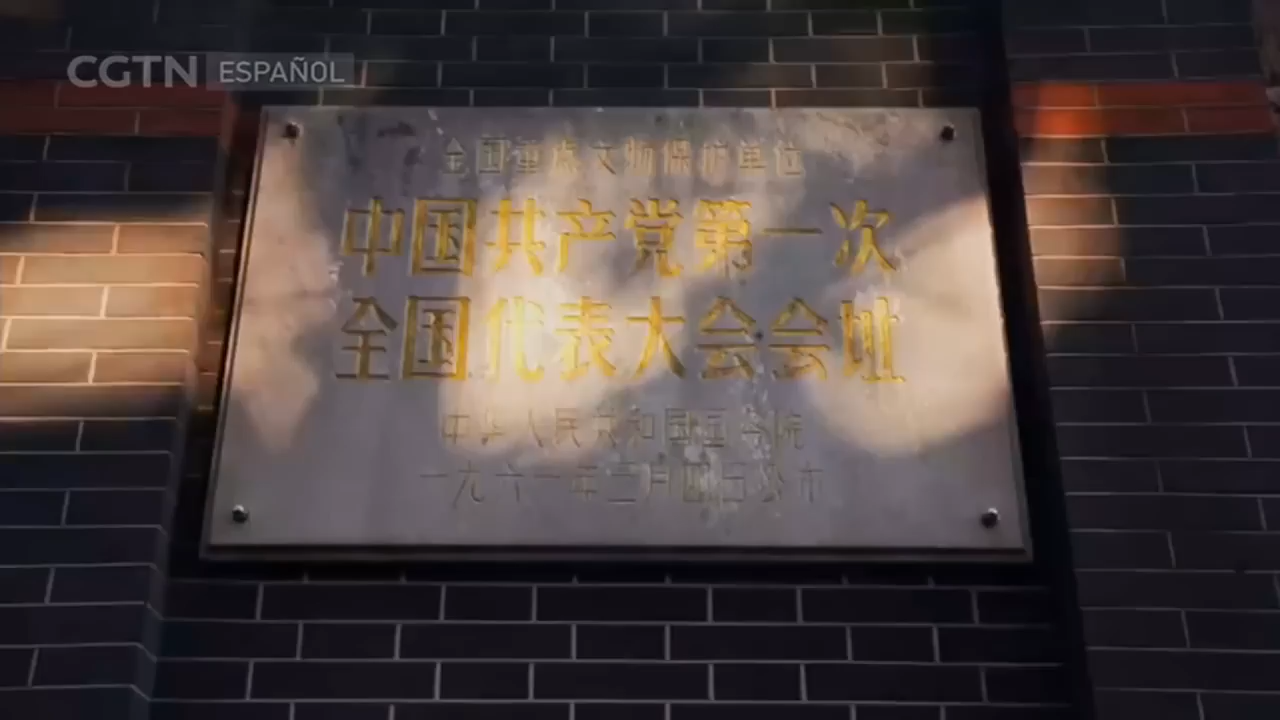 CGTN ESPAÑOL
全国重点文物保护单位
中国共产党第一次
全国代表大会会址
中华人民共和国国务院
一九六一年三月四日公布